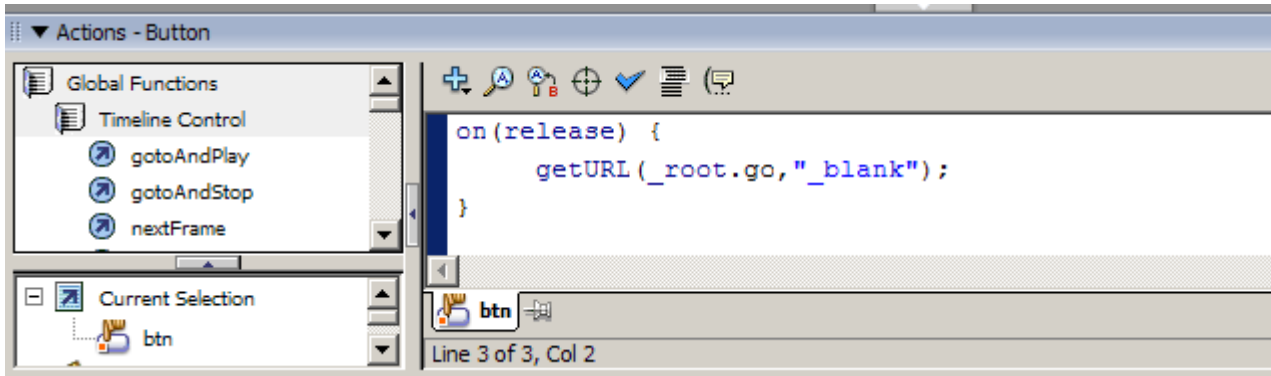 Actions - Button
Global Functions
Timeline Control
gotoAndPlay
gotoAndStop
nextFrame
Current Selection
btn
on(release) {
getURL(_root.go,"_blank");
}
btn
Line 3 of 3, Col 2